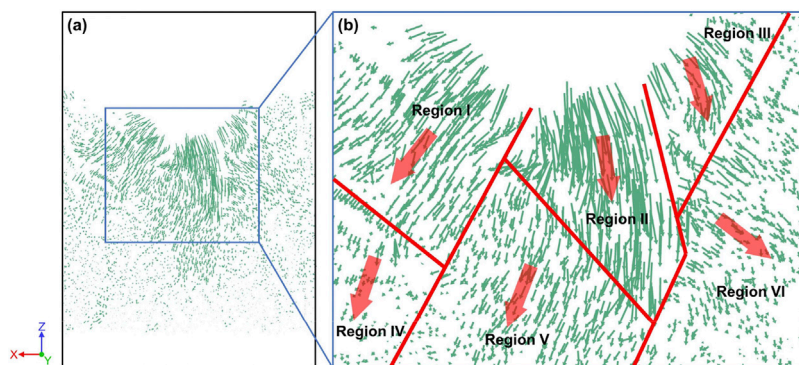 (a)
(b)
Region III
Region I
Region II
Region VI
Region IV
Region V
Z
X
Y